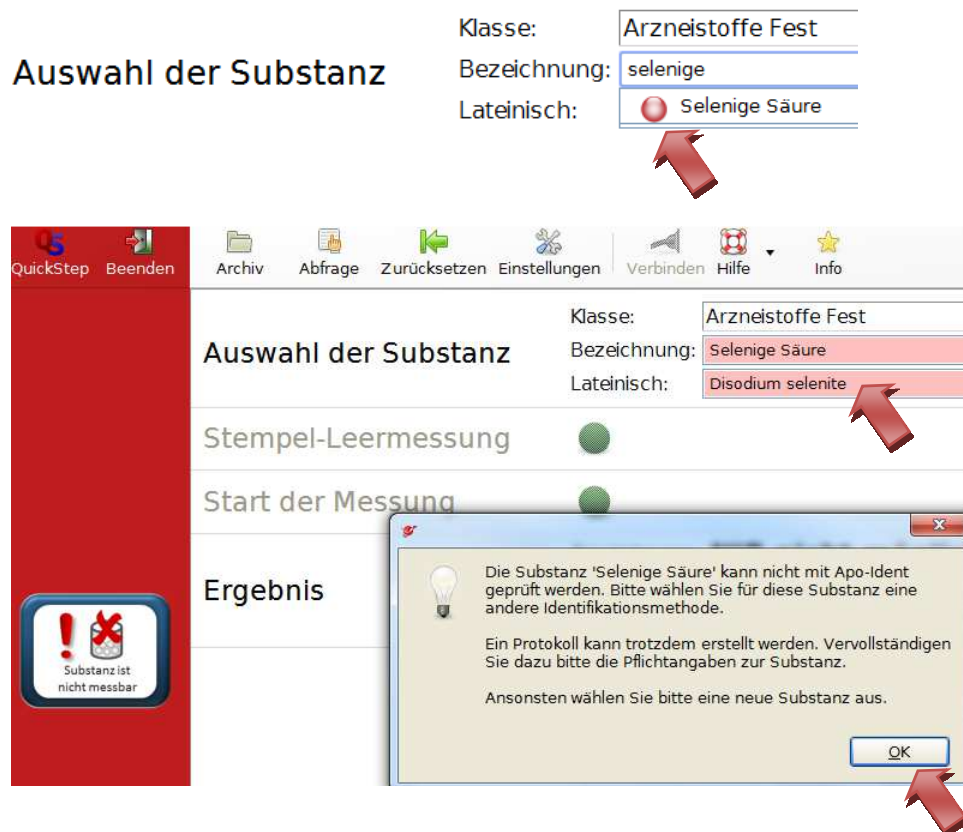 Auswahl der Substanz
Klasse: Arzneistoffe Fest
Bezeichnung: selenige
Lateinisch: Selenige Säure
QS
QuickStep Beenden Archiv Abfrage Zurücksetzen Einstellungen Verbinden Hilfe Info
Auswahl der Substanz
Klasse: Arzneistoffe Fest
Bezeichnung: Selenige Säure
Lateinisch: Disodium selenite
Stempel-Leermessung
Start der Messung
Ergebnis
Substanz ist
nicht messbar
x
Die Substanz 'Selenige Säure' kann nicht mit Apo-Ident
geprüft werden. Bitte wählen Sie für diese Substanz eine
andere Identifikationsmethode.
Ein Protokoll kann trotzdem erstellt werden. Vervollständigen
Sie dazu bitte die Pflichtangaben zur Substanz.
Ansonsten wählen Sie bitte eine neue Substanz aus.
OK